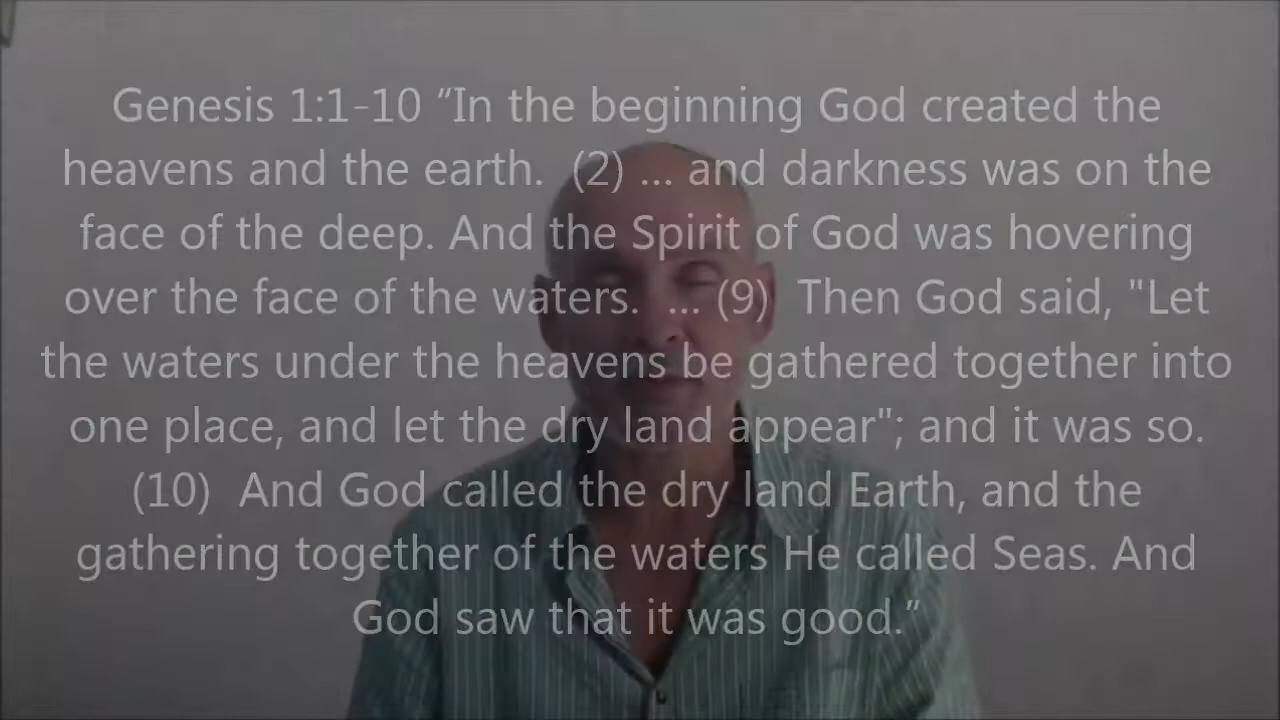 Genesis 1:1-10 “In the beginning God created the
heavens and the earth.  (2) ... and darkness was on the
face of the deep. And the Spirit of God was hovering
over the face of the waters.  ... (9)  Then God said, "Let
the waters under the heavens be gathered together into
one place, and let the dry land appear"; and it was so.
(10)  And God called the dry land Earth, and the
gathering together of the waters He called Seas. And
God saw that it was good.”